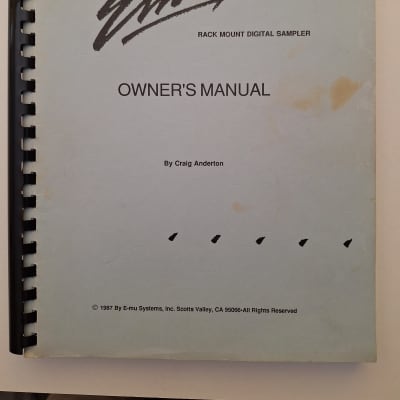 RACK MOUNT DIGITAL SAMPLER
OWNER'S MANUAL
By Craig Anderton
© 1987 By E-mu Systems, Inc. Scotts Valley, CA 95066-All Rights Reserved